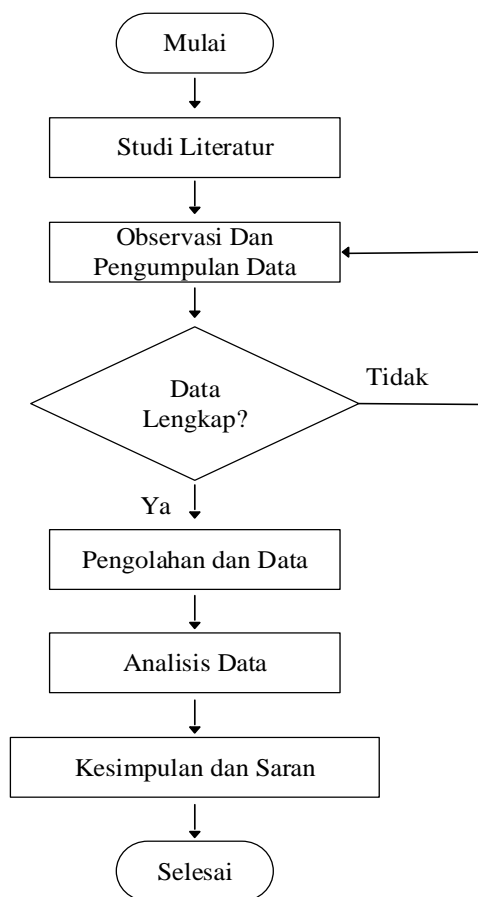 Mulai
Studi Literatur
Observasi Dan
Pengumpulan Data
Data
Lengkap?
Tidak
Ya
Pengolahan dan Data
Analisis Data
Kesimpulan dan Saran
Selesai